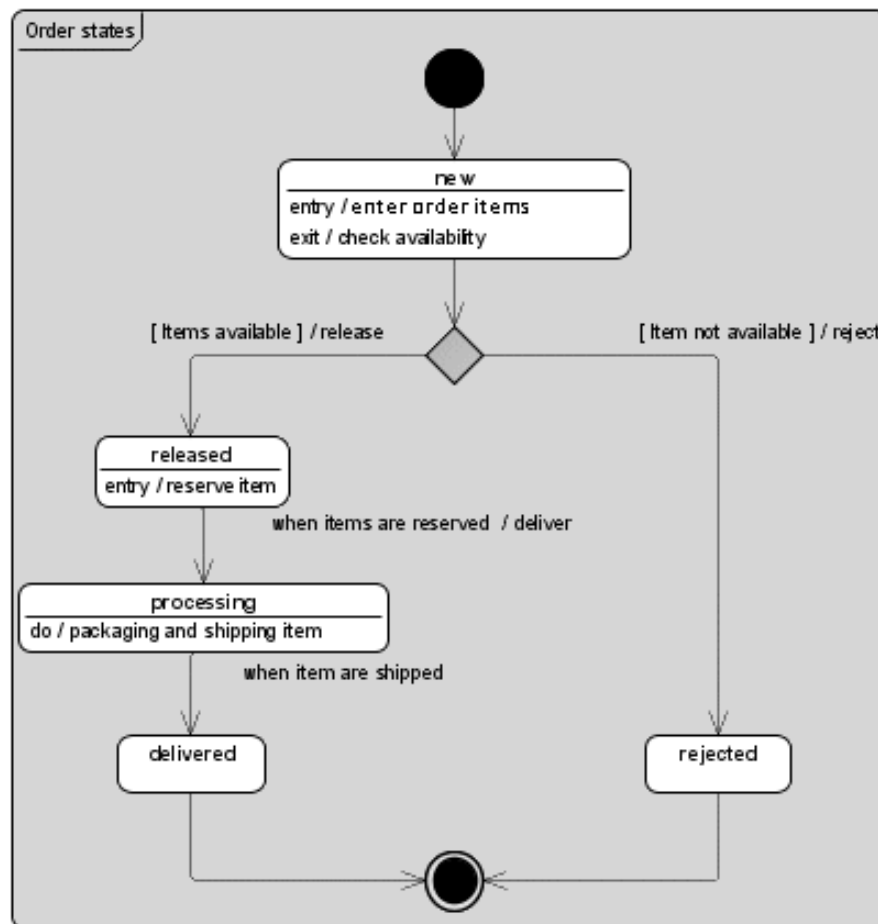 Order states
new
entry / enter order items
exit / check availability
[ Items available ] / release
[ Item not available ] / reject
released
entry / reserve item
when items are reserved / deliver
processing
do / packaging and shipping item
when item are shipped
delivered
rejected